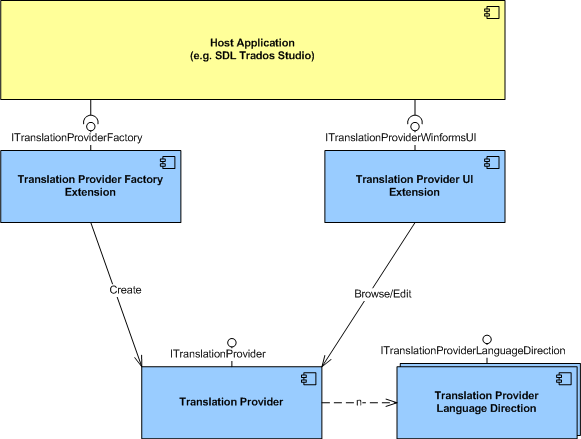 Host Application
(e.g. SDL Trados Studio)
ITranslationProviderFactory
ITranslationProviderWinformsUI
Translation Provider Factory
Extension
Translation Provider UI
Extension
Create
Browse/Edit
ITranslationProvider
ITranslationProviderLanguageDirection
Translation Provider
n-
Translation Provider
Language Direction